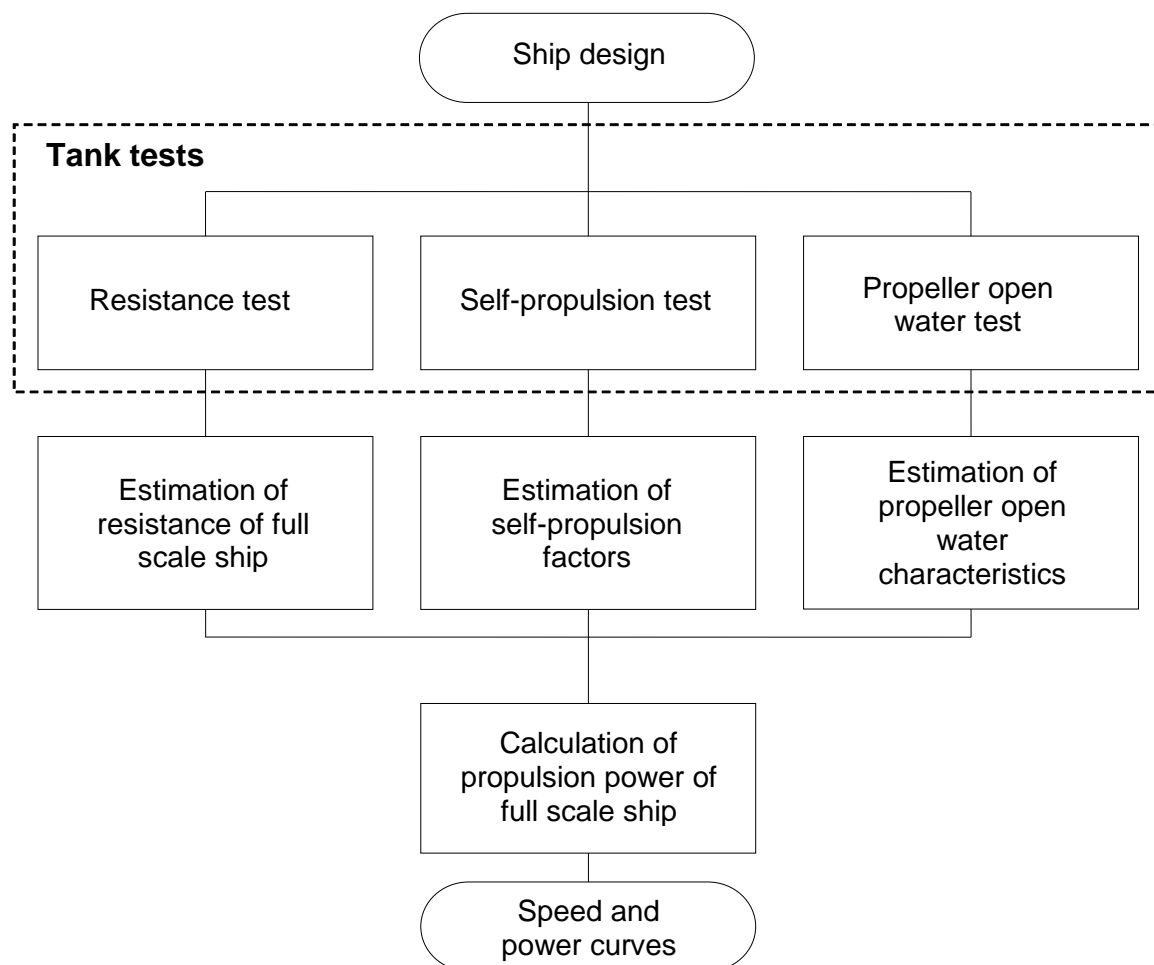 Ship design
Tank tests
Resistance test
Self-propulsion test
Propeller open
water test
Estimation of
resistance of full
scale ship
Estimation of
self-propulsion
factors
Estimation of
propeller open
water
characteristics
Calculation of
propulsion power of
full scale ship
Speed and
power curves